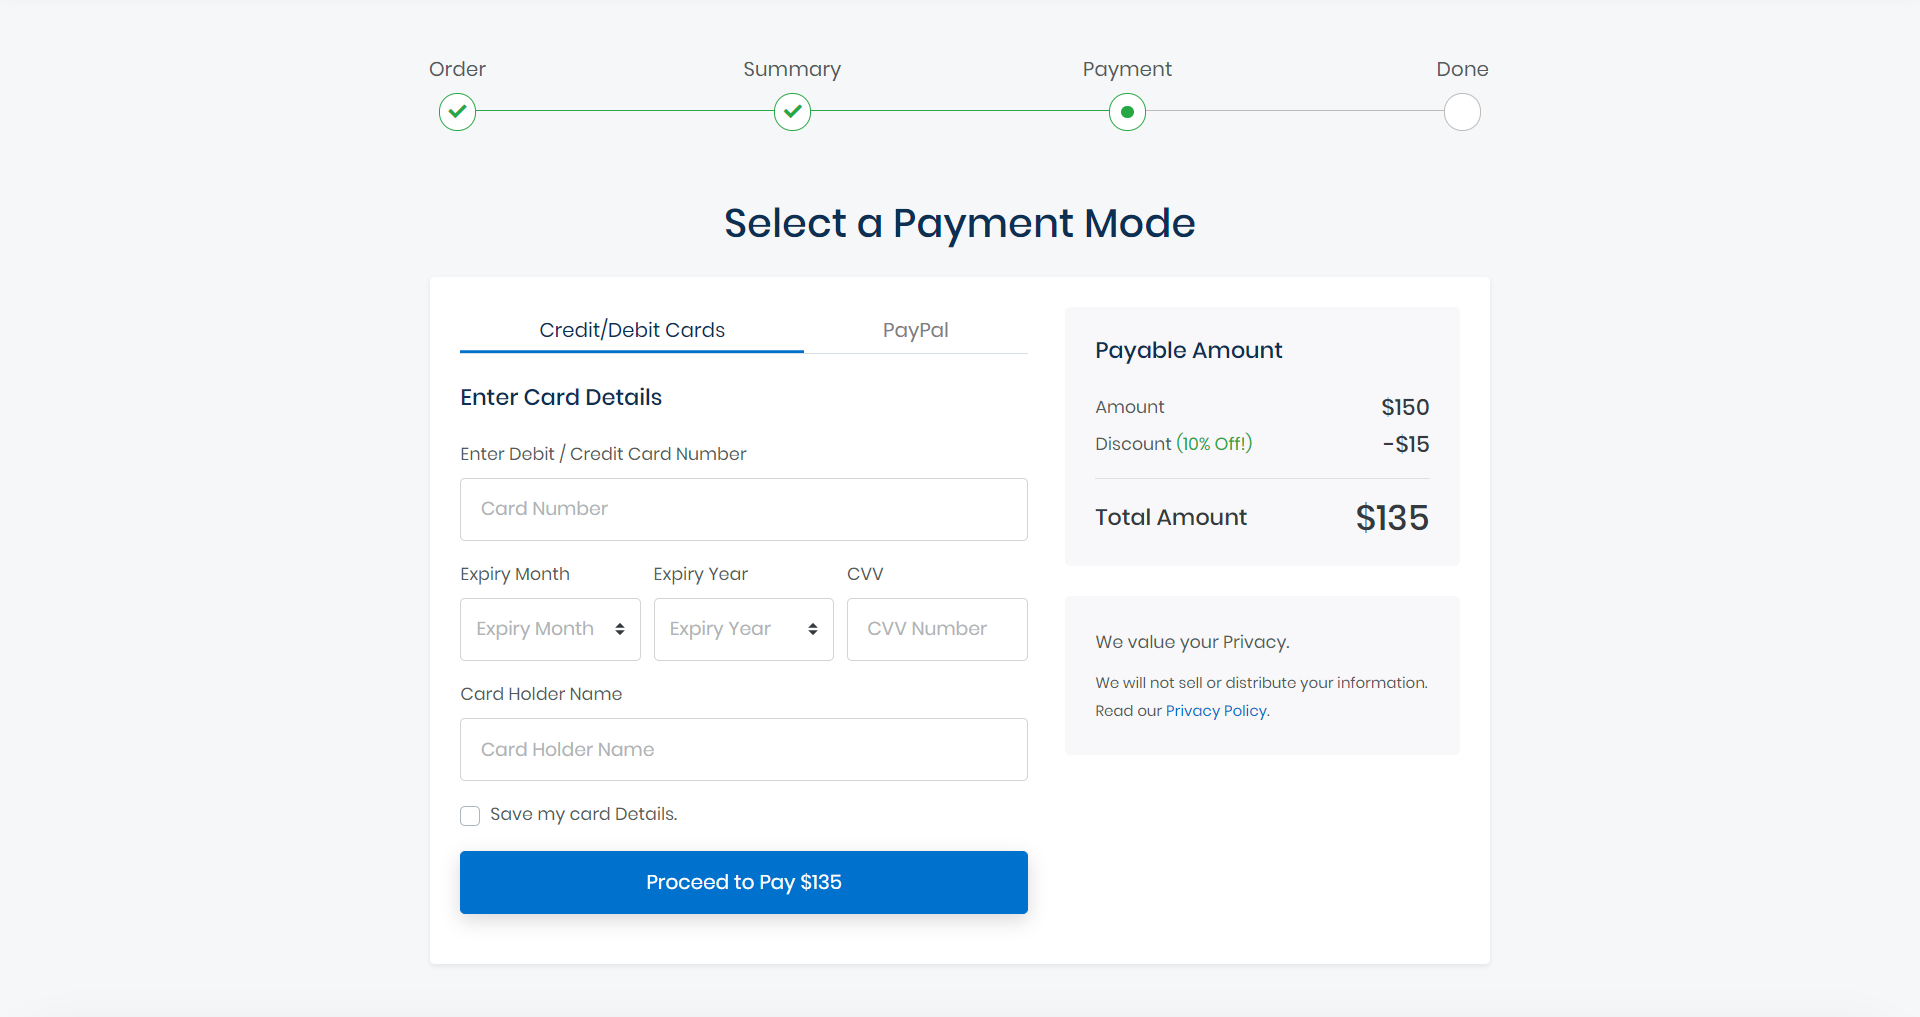 Order Summary Payment Done
Select a Payment Mode
Credit/Debit Cards PayPal
Enter Card Details
Enter Debit / Credit Card Number
Card Number
Expiry Month Expiry Year CVV
Expiry Month Expiry Year CVV Number
Card Holder Name
Card Holder Name
Save my card Details.
Proceed to Pay $135
Payable Amount
Amount $150
Discount (10% Off!) -$15
Total Amount $135
We value your Privacy.
We will not sell or distribute your information.
Read our Privacy Policy.